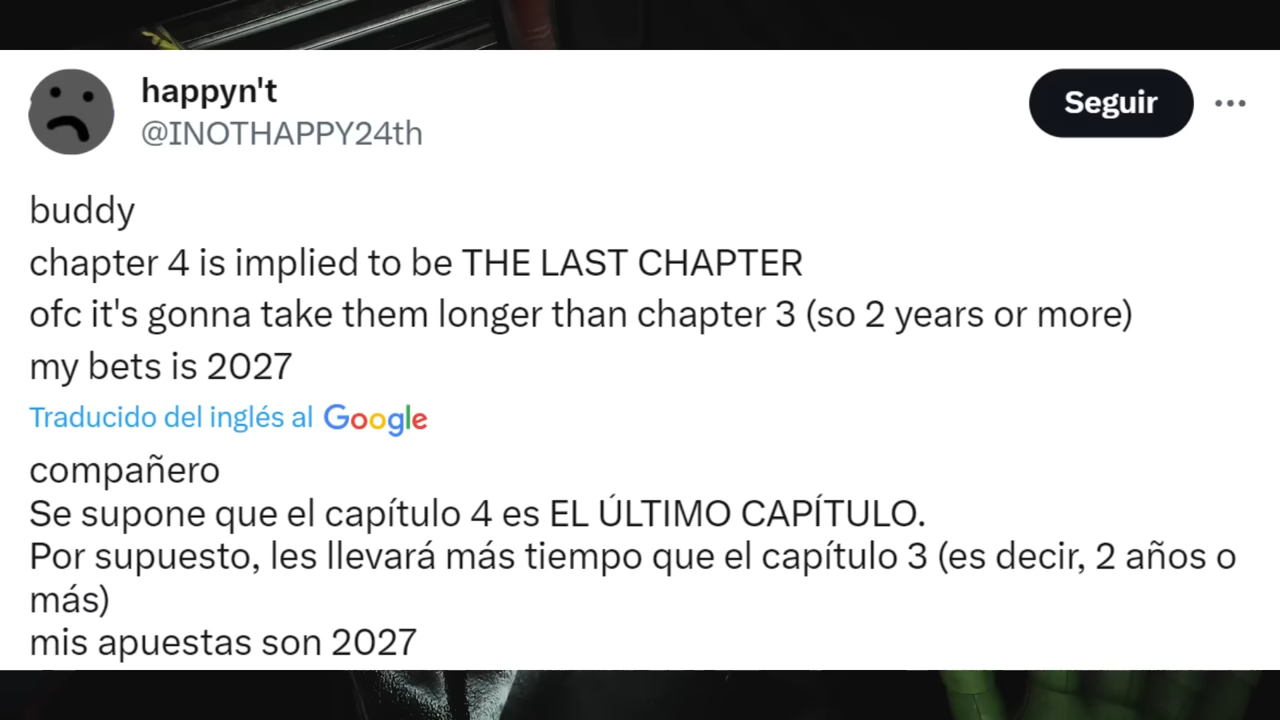 happyn't
@INOTHAPPY24th
Seguir
buddy
chapter 4 is implied to be THE LAST CHAPTER
ofc it's gonna take them longer than chapter 3 (so 2 years or more)
my bets is 2027
Traducido del inglés al Google
compañero
Se supone que el capítulo 4 es EL ÚLTIMO CAPÍTULO.
Por supuesto, les llevará más tiempo que el capítulo 3 (es decir, 2 años o
más)
mis apuestas son 2027